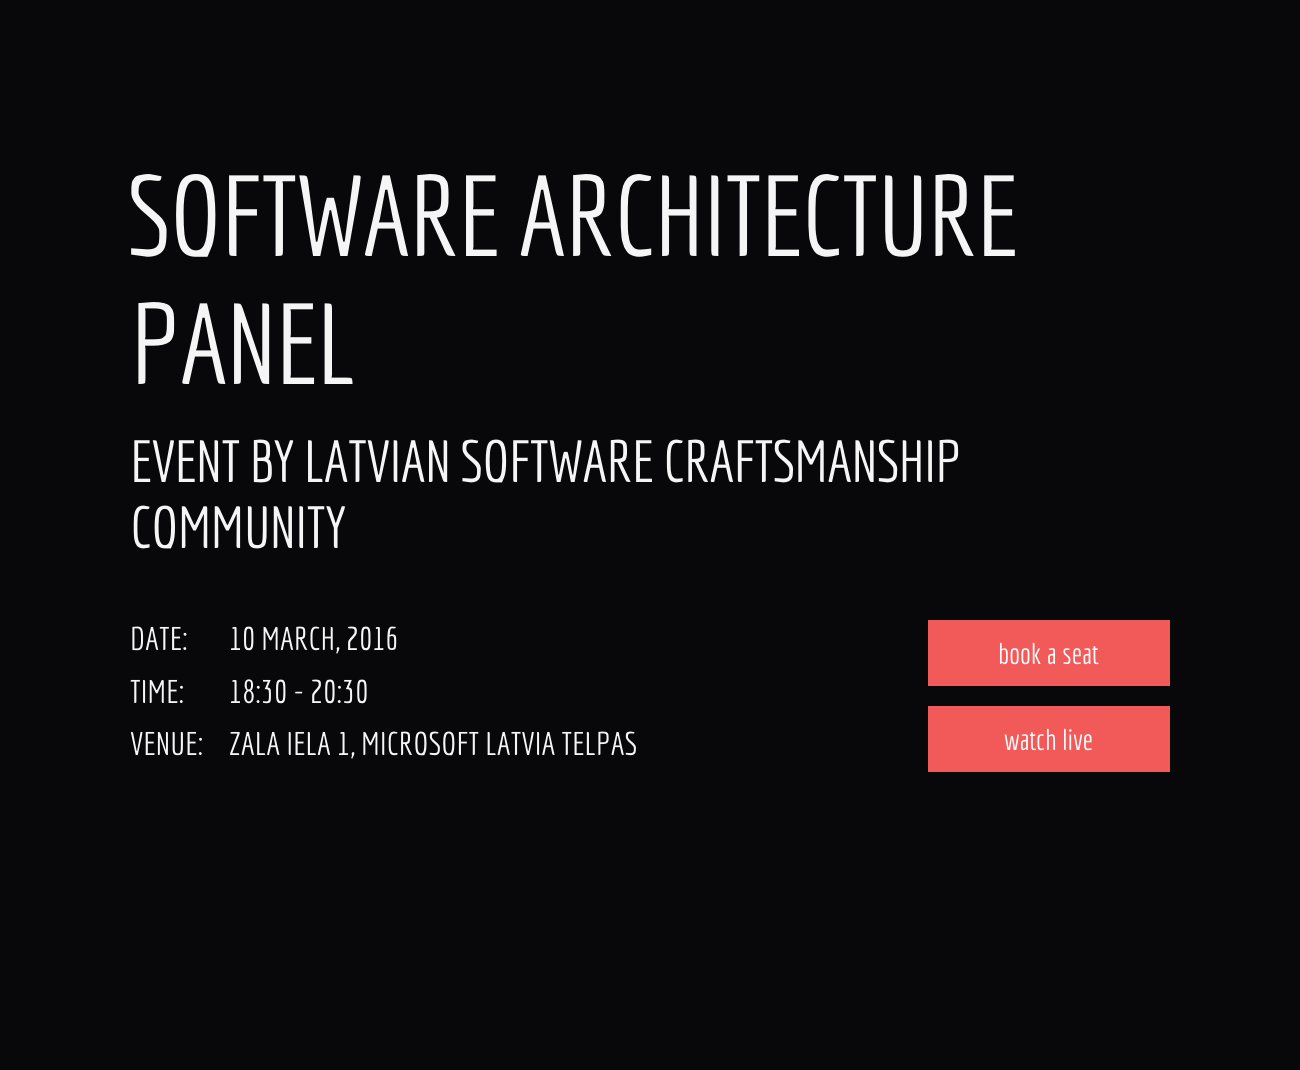 SOFTWARE ARCHITECTURE
PANEL
EVENT BY LATVIAN SOFTWARE CRAFTSMANSHIP
COMMUNITY
DATE: 10 MARCH, 2016
TIME: 18:30 - 20:30
VENUE: ZALA IELA 1, MICROSOFT LATVIA TELPAS
book a seat
watch live